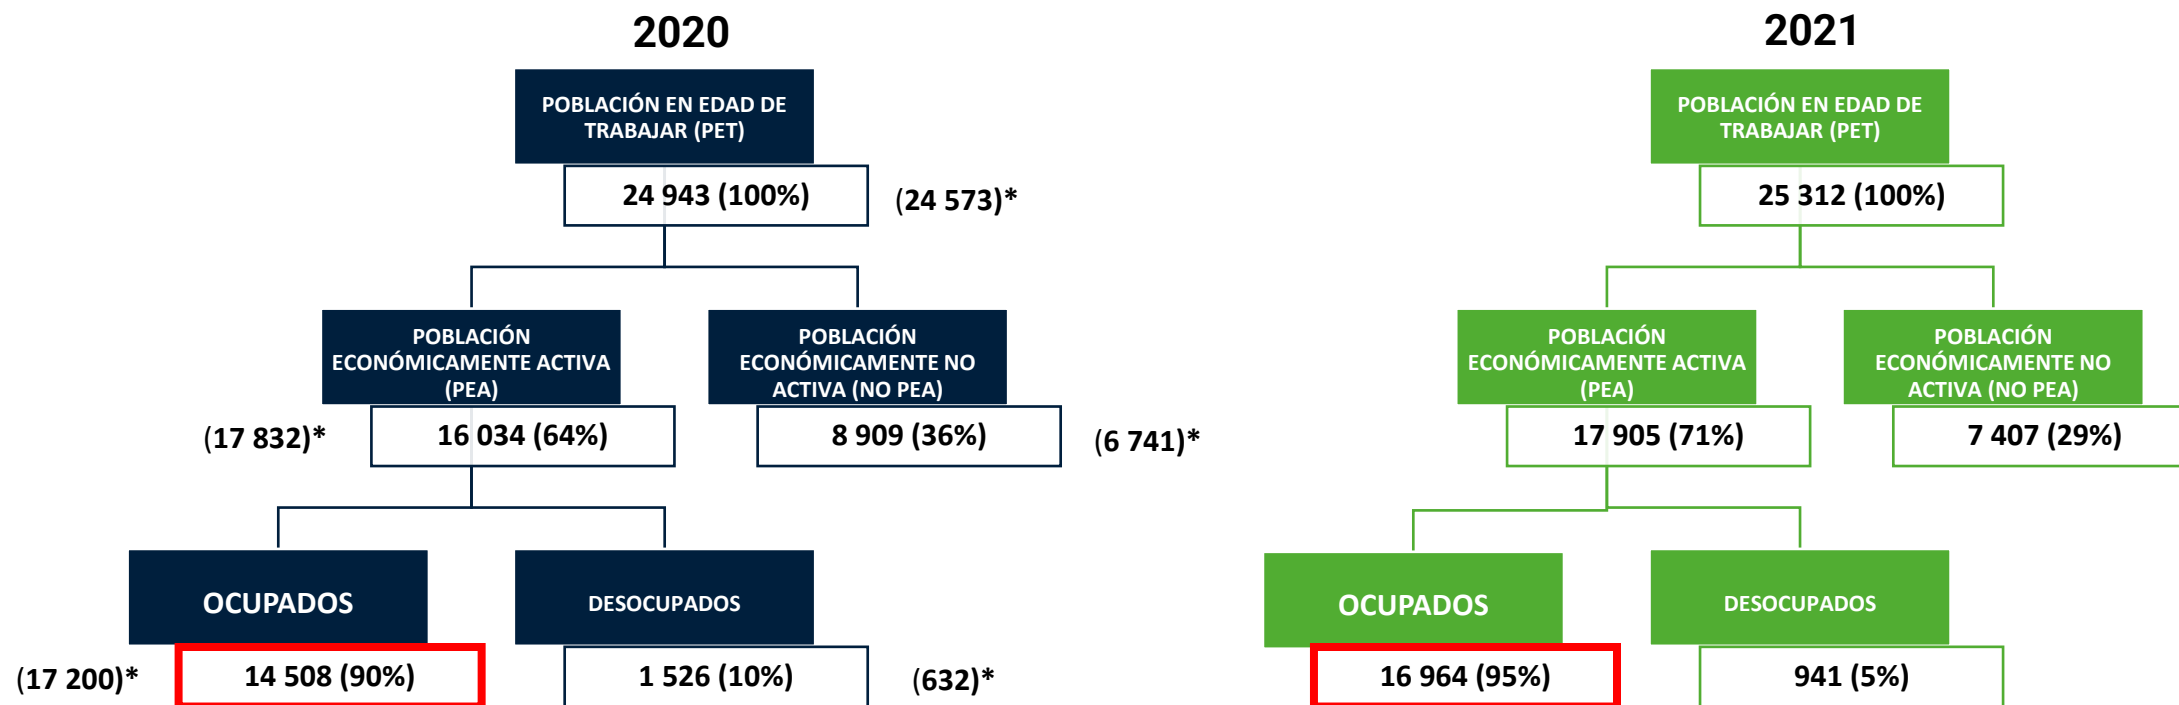 2020
POBLACIÓN EN EDAD DE
TRABAJAR (PET)
24 943 (100%)
(24 573)*
POBLACIÓN
ECONÓMICAMENTE ACTIVA
(PEA)
(17 832)*
16 034 (64%)
POBLACIÓN
ECONÓMICAMENTE NO
ACTIVA (NO PEA)
8 909 (36%)
(6 741)*
OCUPADOS
(17 200)*
14 508 (90%)
DESOCUPADOS
1 526 (10%)
(632)*
2021
POBLACIÓN EN EDAD DE
TRABAJAR (PET)
25 312 (100%)
POBLACIÓN
ECONÓMICAMENTE ACTIVA
(PEA)
17 905 (71%)
POBLACIÓN
ECONÓMICAMENTE NO
ACTIVA (NO PEA)
7 407 (29%)
OCUPADOS
16 964 (95%)
DESOCUPADOS
941 (5%)